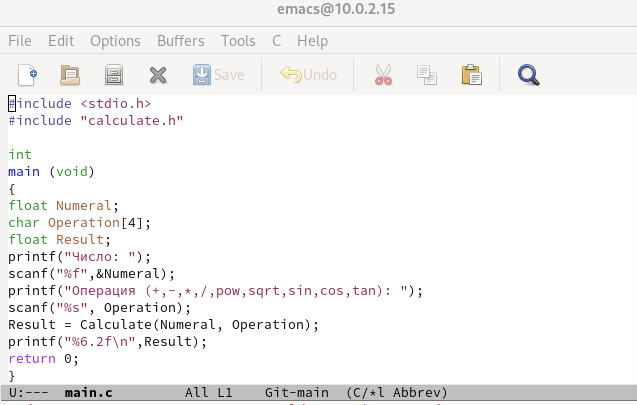 emacs@10.0.2.15
File Edit Options Buffers Tools C Help
Save Undo
#include <stdio.h>
#include "calculate.h"
int
main (void)
{
float Numeral;
char Operation[4];
float Result;
printf("Число: ");
scanf("%f",&Numeral);
printf("Операция (+,-,*,/,pow,sqrt,sin,cos,tan): ");
scanf("%s", Operation);
Result = Calculate(Numeral, Operation);
printf("%6.2f\n",Result);
return 0;
}
U:--- main.c All L1 Git-main (C/*l Abbrev)